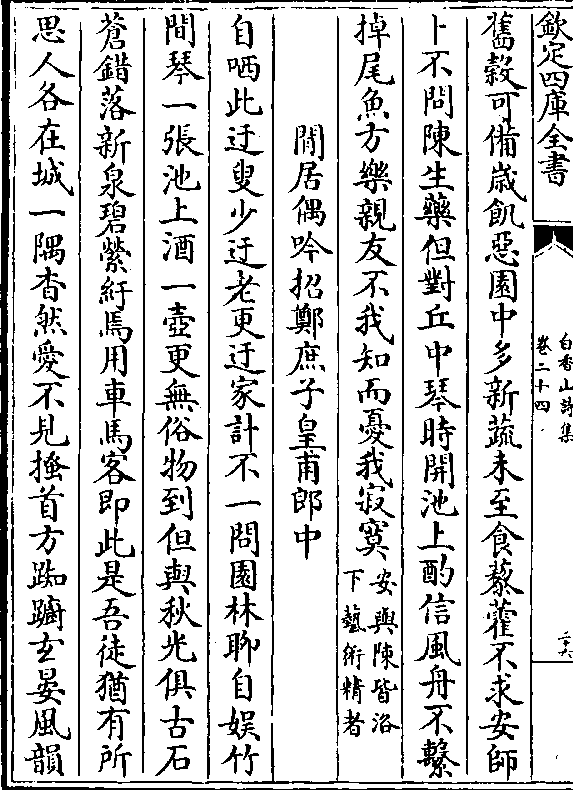 欽定四庫全書
白香山詩集
卷二十四
二六
舊穀可備歳飢惡園中多新蔬未至食藜藿不求安師
卜不問陳生藥但對丘中琴時開池上酌信風舟不繫
掉尾魚方樂親友不我知而憂我寂寞
安與陳皆洛
下藝術精者
閒居偶吟招鄭庶子皇甫郎中
自哂此迂叟少迂老更迂家計不一問園林聊自娯竹
間琴一張池上酒一壺更無俗物到但與秋光俱古石
蒼錯落新泉碧縈紆焉用車馬客即此是吾徒猶有所
思人各在城一隅杳然愛不見搔首方踟躕玄晏風韻